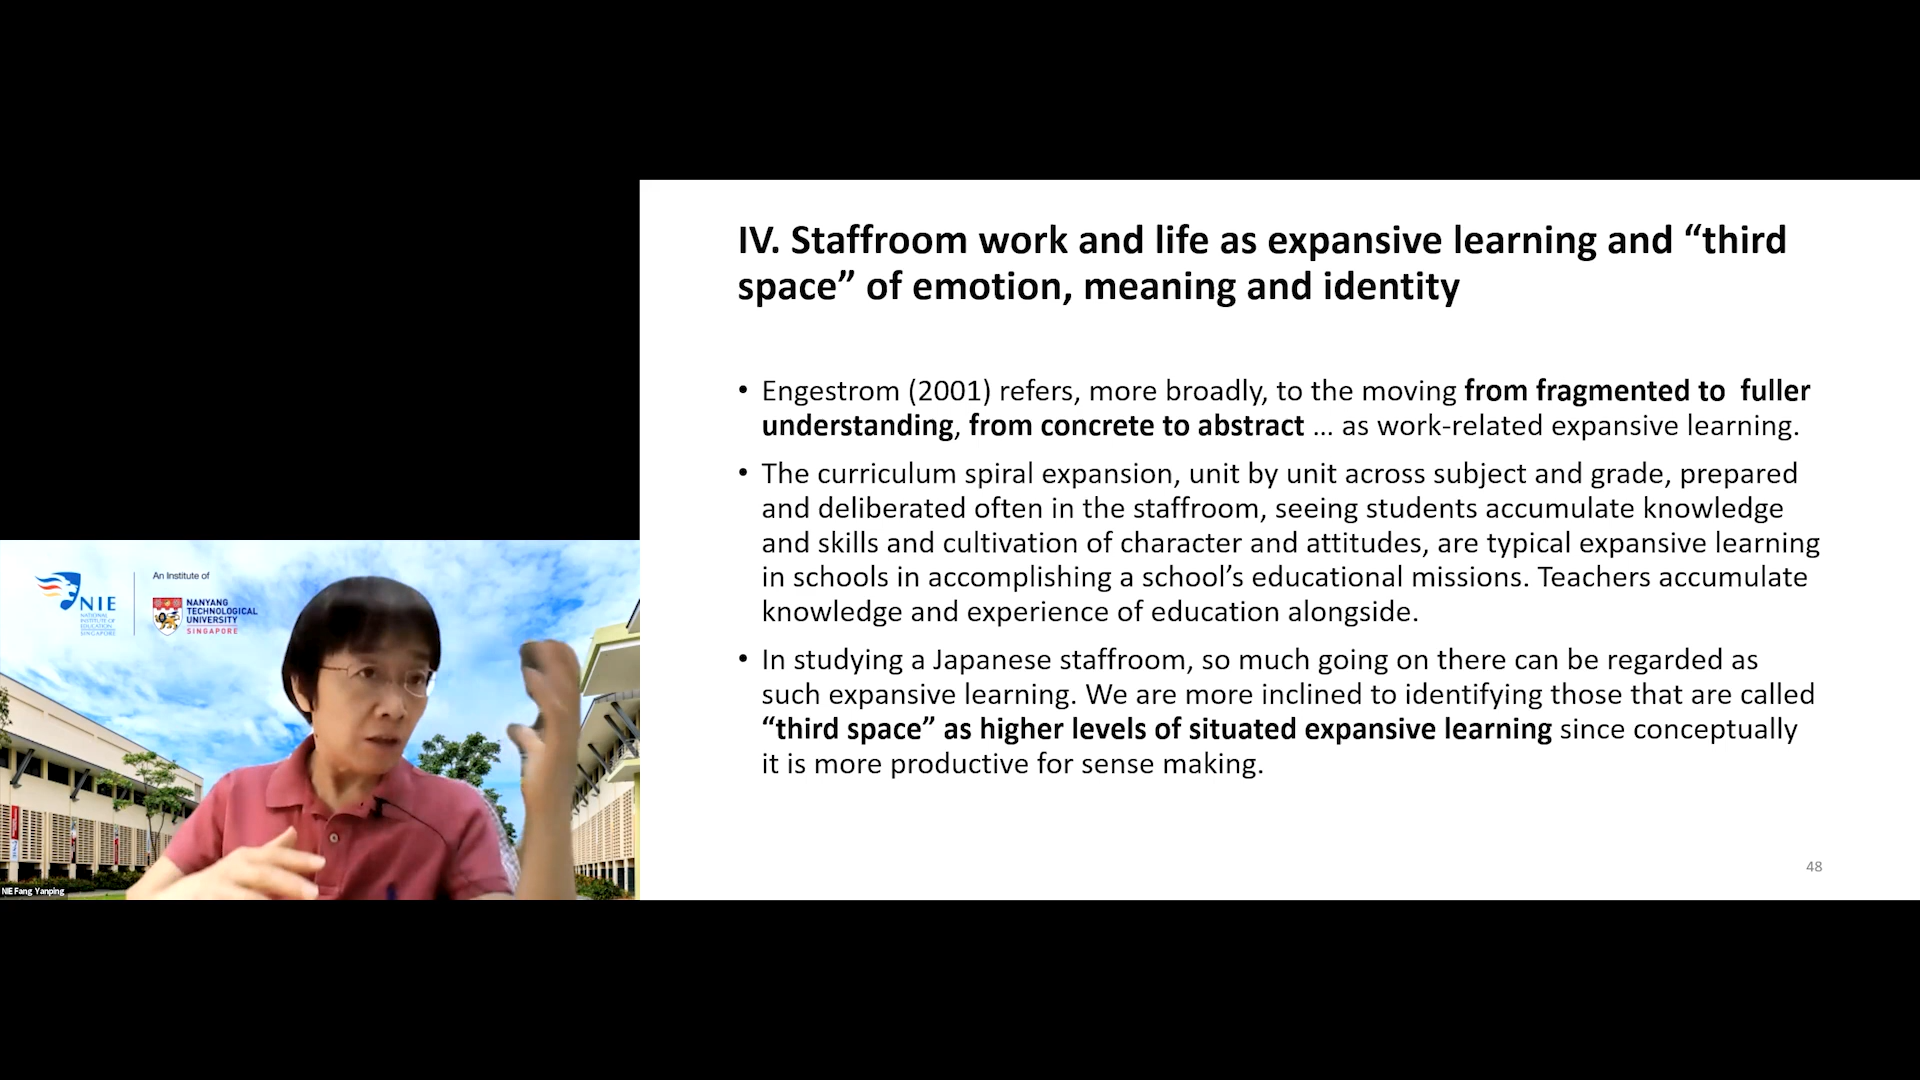 IV. Staffroom work and life as expansive learning and “third
space” of emotion, meaning and identity
• Engestrom (2001) refers, more broadly, to the moving from fragmented to  fuller
understanding, from concrete to abstract … as work-related expansive learning.
• The curriculum spiral expansion, unit by unit across subject and grade, prepared
and deliberated often in the staffroom, seeing students accumulate knowledge
and skills and cultivation of character and attitudes, are typical expansive learning
in schools in accomplishing a school’s educational missions. Teachers accumulate
knowledge and experience of education alongside.
• In studying a Japanese staffroom, so much going on there can be regarded as
such expansive learning. We are more inclined to identifying those that are called
“third space” as higher levels of situated expansive learning since conceptually
it is more productive for sense making.
48
NIE
NATIONAL
INSTITUTE OF
EDUCATION
SINGAPORE
An Institute of
NANYANG
TECHNOLOGICAL
UNIVERSITY
SINGAPORE
NIE Fang Yanping